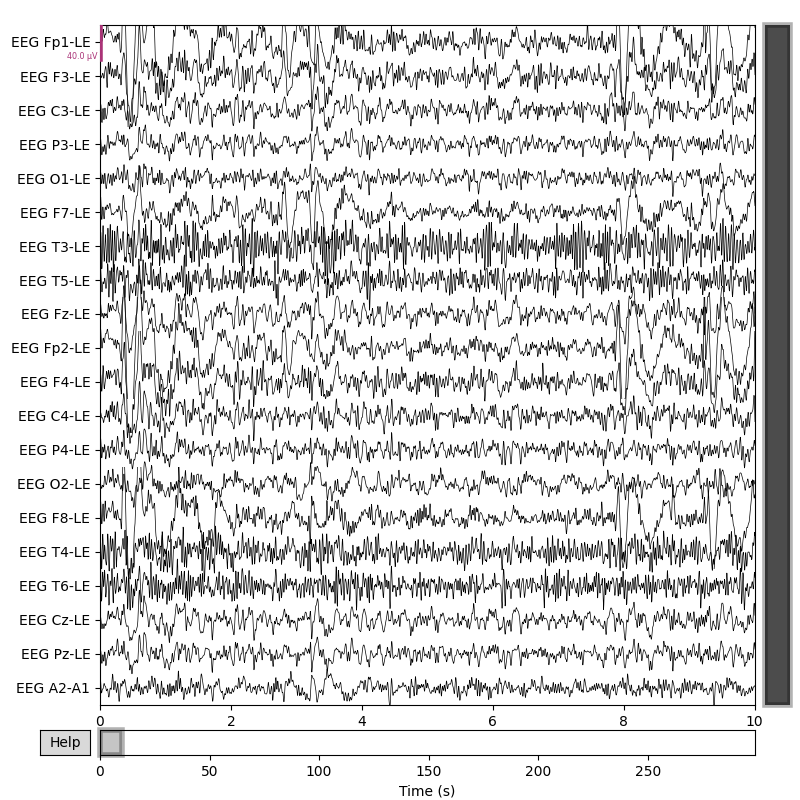 EEG Fp1-LE
40.0 µV
EEG F3-LE
EEG C3-LE
EEG P3-LE
EEG O1-LE
EEG F7-LE
EEG T3-LE
EEG T5-LE
EEG Fz-LE
EEG Fp2-LE
EEG F4-LE
EEG C4-LE
EEG P4-LE
EEG O2-LE
EEG F8-LE
EEG T4-LE
EEG T6-LE
EEG Cz-LE
EEG Pz-LE
EEG A2-A1
0 2 4 6 8 10
Help
0 50 100 150 200 250
Time (s)